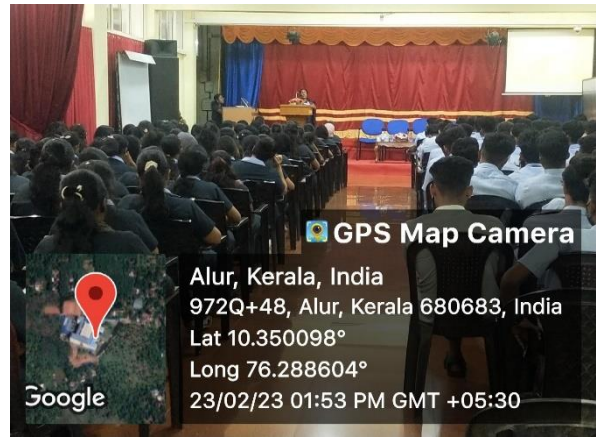 GPS Map Camera
Alur, Kerala, India
972Q+48, Alur, Kerala 680683, India
Lat 10.350098°
Long 76.288604°
23/02/23 01:53 PM GMT +05:30
Google